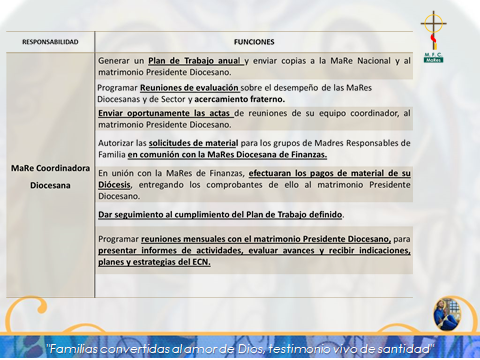 M. F. C.
MaRes
RESPONSABILIDAD
FUNCIONES
MaRe Coordinadora
Diocesana
Generar un Plan de Trabajo anual y enviar copias a la MaRe Nacional y al
matrimonio Presidente Diocesano.
Programar Reuniones de evaluación sobre el desempeño de las MaRes
Diocesanas y de Sector y acercamiento fraterno.
Enviar oportunamente las actas de reuniones de su equipo coordinador, al
matrimonio Presidente Diocesano.
Autorizar las solicitudes de material para los grupos de Madres Responsables de
Familia en comunión con la MaRes Diocesana de Finanzas.
En unión con la MaRes de Finanzas, efectuaran los pagos de material de su
Diócesis, entregando los comprobantes de ello al matrimonio Presidente
Diocesano.
Dar seguimiento al cumplimiento del Plan de Trabajo definido.
Programar reuniones mensuales con el matrimonio Presidente Diocesano, para
presentar informes de actividades, evaluar avances y recibir indicaciones,
planes y estrategias del ECN.
"Familias convertidas al amor de Dios, testimonio vivo de santidad"